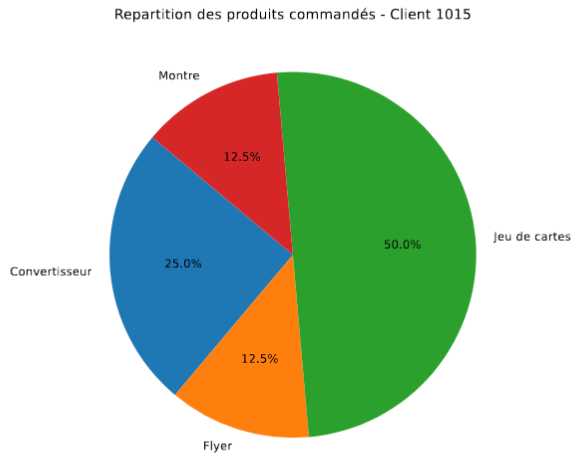 Repartition des produits commandés - Client 1015
Montre
12.5%
Jeu de cartes
50.0%
Convertisseur
25.0%
12.5%
Flyer